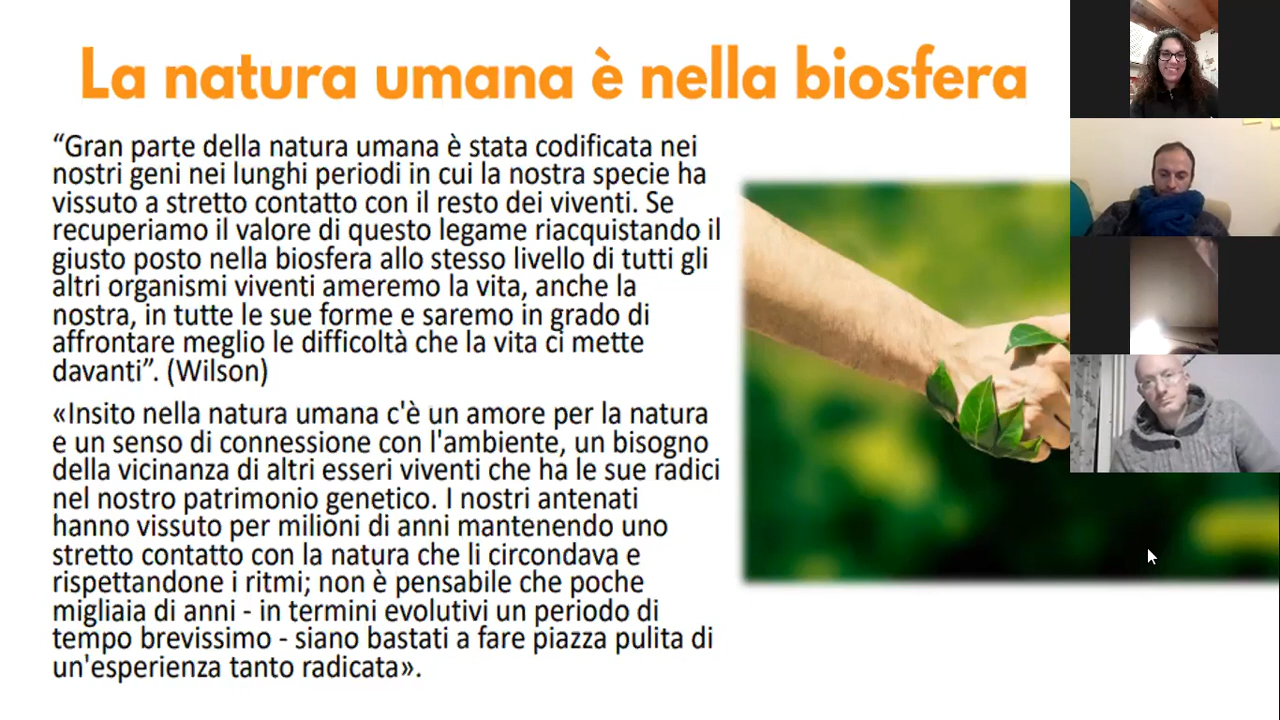 La natura umana è nella biosfera
“Gran parte della natura umana è stata codificata nei
nostri geni nei lunghi periodi in cui la nostra specie ha
vissuto a stretto contatto con il resto dei viventi. Se
recuperiamo il valore di questo legame riacquistando il
giusto posto nella biosfera allo stesso livello di tutti gli
altri organismi viventi ameremo la vita, anche la
nostra, in tutte le sue forme e saremo in grado di
affrontare meglio le difficoltà che la vita ci mette
davanti”. (Wilson)
«Insito nella natura umana c'è un amore per la natura
e un senso di connessione con l'ambiente, un bisogno
della vicinanza di altri esseri viventi che ha le sue radici
nel nostro patrimonio genetico. I nostri antenati
hanno vissuto per milioni di anni mantenendo uno
stretto contatto con la natura che li circondava e
rispettandone i ritmi; non è pensabile che poche
migliaia di anni - in termini evolutivi un periodo di
tempo brevissimo - siano bastati a fare piazza pulita di
un'esperienza tanto radicata».